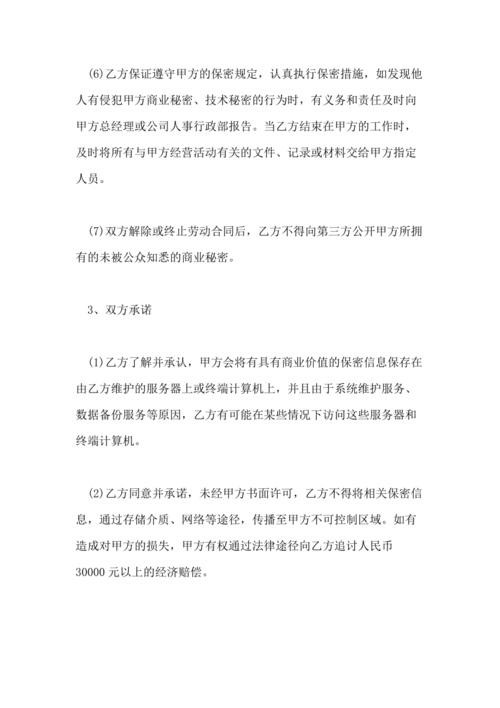 (6)乙方保证遵守甲方的保密规定，认真执行保密措施，如发现他
人有侵犯甲方商业秘密、技术秘密的行为时，有义务和责任及时向
甲方总经理或公司人事行政部报告。当乙方结束在甲方的工作时，
及时将所有与甲方经营活动有关的文件、记录或材料交给甲方指定
人员。
(7)双方解除或终止劳动合同后，乙方不得向第三方公开甲方所拥
有的未被公众知悉的商业秘密。
3、双方承诺
(1)乙方了解并承认，甲方会将有具有商业价值的保密信息保存在
由乙方维护的服务器上或终端计算机上，并且由于系统维护服务、
数据备份服务等原因，乙方有可能在某些情况下访问这些服务器和
终端计算机。
(2)乙方同意并承诺，未经甲方书面许可，乙方不得将相关保密信
息，通过存储介质、网络等途径，传播至甲方不可控制区域。如有
造成对甲方的损失，甲方有权通过法律途径向乙方追讨人民币
30000 元以上的经济赔偿。